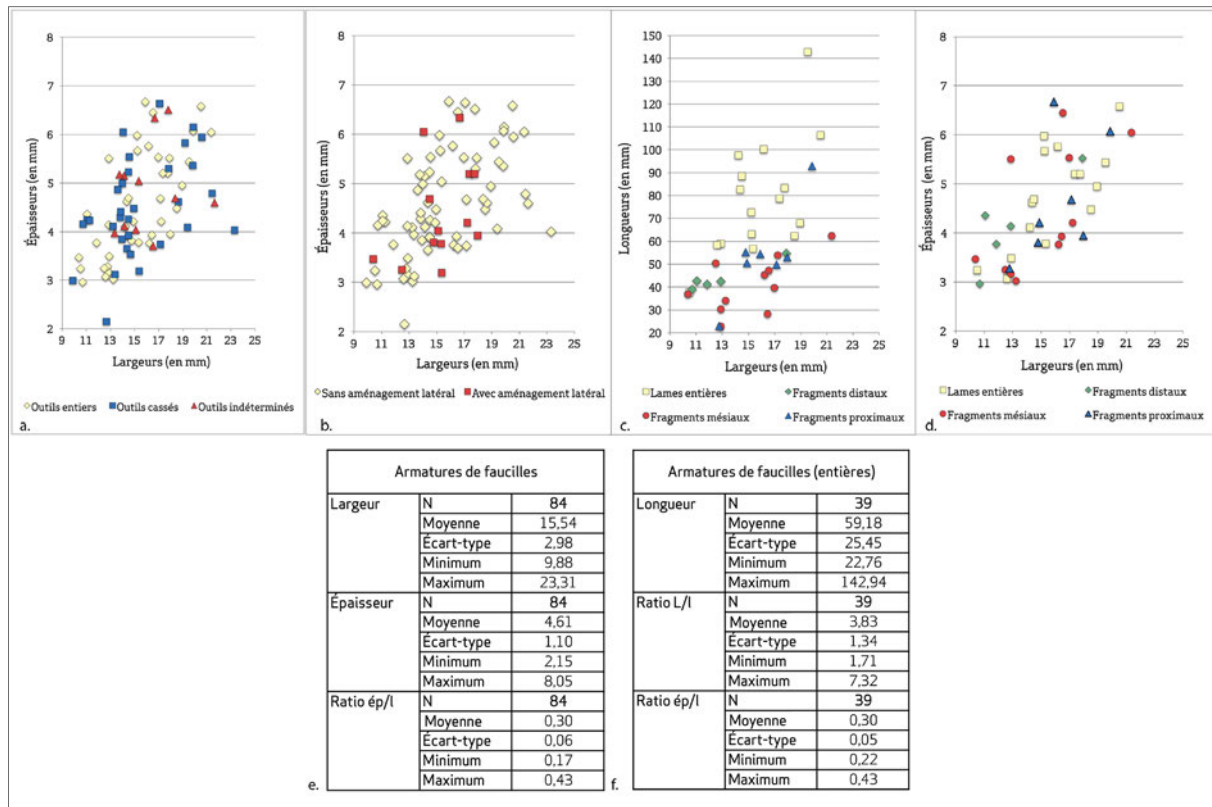 8
7
6
5
4
3
2
Épaisseurs (en mm)
9 11 13 15 17 19 21 23 25
Largeurs (en mm)
Outils entiers Outils cassés Outils indéterminés
a.
8
7
6
5
4
3
2
Épaisseurs (en mm)
9 11 13 15 17 19 21 23 25
Largeurs (en mm)
Sans aménagement latéral Avec aménagement latéral
b.
150
140
130
120
110
100
90
80
70
60
50
40
30
20
Longueurs (en mm)
9 11 13 15 17 19 21 23 25
Largeurs (en mm)
Lames entières Fragments distaux
Fragments mésiaux Fragments proximaux
c.
8
7
6
5
4
3
2
Épaisseurs (en mm)
9 11 13 15 17 19 21 23 25
Largeurs (en mm)
Lames entières Fragments distaux
Fragments mésiaux Fragments proximaux
d.
Armatures de faucilles
Largeur N 84
Moyenne 15,54
Écart-type 2,98
Minimum 9,88
Maximum 23,31
Épaisseur N 84
Moyenne 4,61
Écart-type 1,10
Minimum 2,15
Maximum 8,05
Ratio ép/l N 84
Moyenne 0,30
Écart-type 0,06
Minimum 0,17
Maximum 0,43
e.
Armatures de faucilles (entières)
Longueur N 39
Moyenne 59,18
Écart-type 25,45
Minimum 22,76
Maximum 142,94
Ratio L/l N 39
Moyenne 3,83
Écart-type 1,34
Minimum 1,71
Maximum 7,32
Ratio ép/l N 39
Moyenne 0,30
Écart-type 0,05
Minimum 0,22
Maximum 0,43
f.